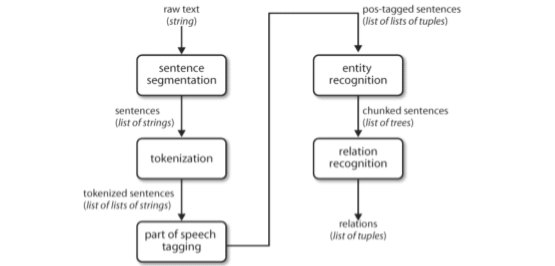 raw text
(string)
sentence
segmentation
sentences
(list of strings)
tokenization
tokenized sentences
(list of lists of strings)
part of speech
tagging
pos-tagged sentences
(list of lists of tuples)
entity
recognition
chunked sentences
(list of trees)
relation
recognition
relations
(list of tuples)